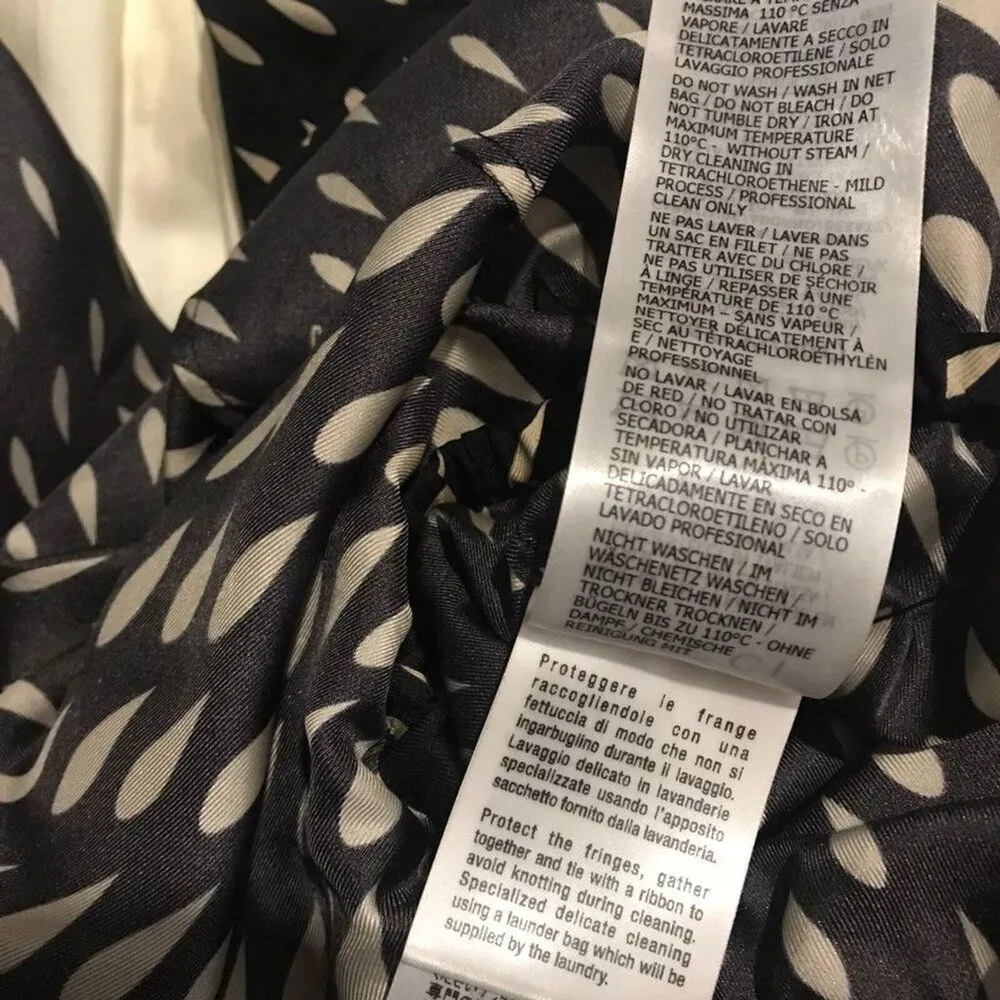 MASSIMA 110 °C SENZA
VAPORE / LAVARE
DELICATAMENTE A SECCO IN
TETRACLOROETILENE / SOLO
LAVAGGIO PROFESSIONALE
DO NOT WASH / WASH IN NET
BAG / DO NOT BLEACH / DO
NOT TUMBLE DRY / IRON AT
MAXIMUM TEMPERATURE
110°C - WITHOUT STEAM /
DRY CLEANING IN
TETRACHLOROETHENE - MILD
PROCESS / PROFESSIONAL
CLEAN ONLY
NE PAS LAVER / LAVER DANS
UN SAC EN FILET / NE PAS
TRAITER AVEC DU CHLORE /
NE PAS UTILISER DE SÉCHOIR
À LINGE / REPASSER À UNE
TEMPÉRATURE DE 110 °C
MAXIMUM – SANS VAPEUR /
NETTOYER DÉLICATEMENT À
SEC AU TÉTRACHLOROÉTHYLÈN
E / NETTOYAGE
PROFESSIONNEL
NO LAVAR / LAVAR EN BOLSA
DE RED / NO TRATAR CON
CLORO / NO UTILIZAR
SECADORA / PLANCHAR A
TEMPERATURA MÁXIMA 110º -
SIN VAPOR / LAVAR
DELICADAMENTE EN SECO EN
TETRACLOROETILENO / SOLO
LAVADO PROFESIONAL
NICHT WASCHEN / IM
WÄSCHENETZ WASCHEN /
NICHT BLEICHEN / NICHT IM
TROCKNER TROCKNEN /
BÜGELN BIS ZU 110°C - OHNE
DAMPF / CHEMISCHE
REINIGUNG MIT
Proteggere le frange
raccogliendole con una
fettuccia di modo che non si
ingarbuglino durante il lavaggio.
Lavaggio delicato in lavanderie
specializzate usando l'apposito
sacchetto fornito dalla lavanderia.
Protect the fringes, gather
together and tie with a ribbon to
avoid knotting during cleaning.
Specialized delicate cleaning
using a launder bag which will be
supplied by the laundry.